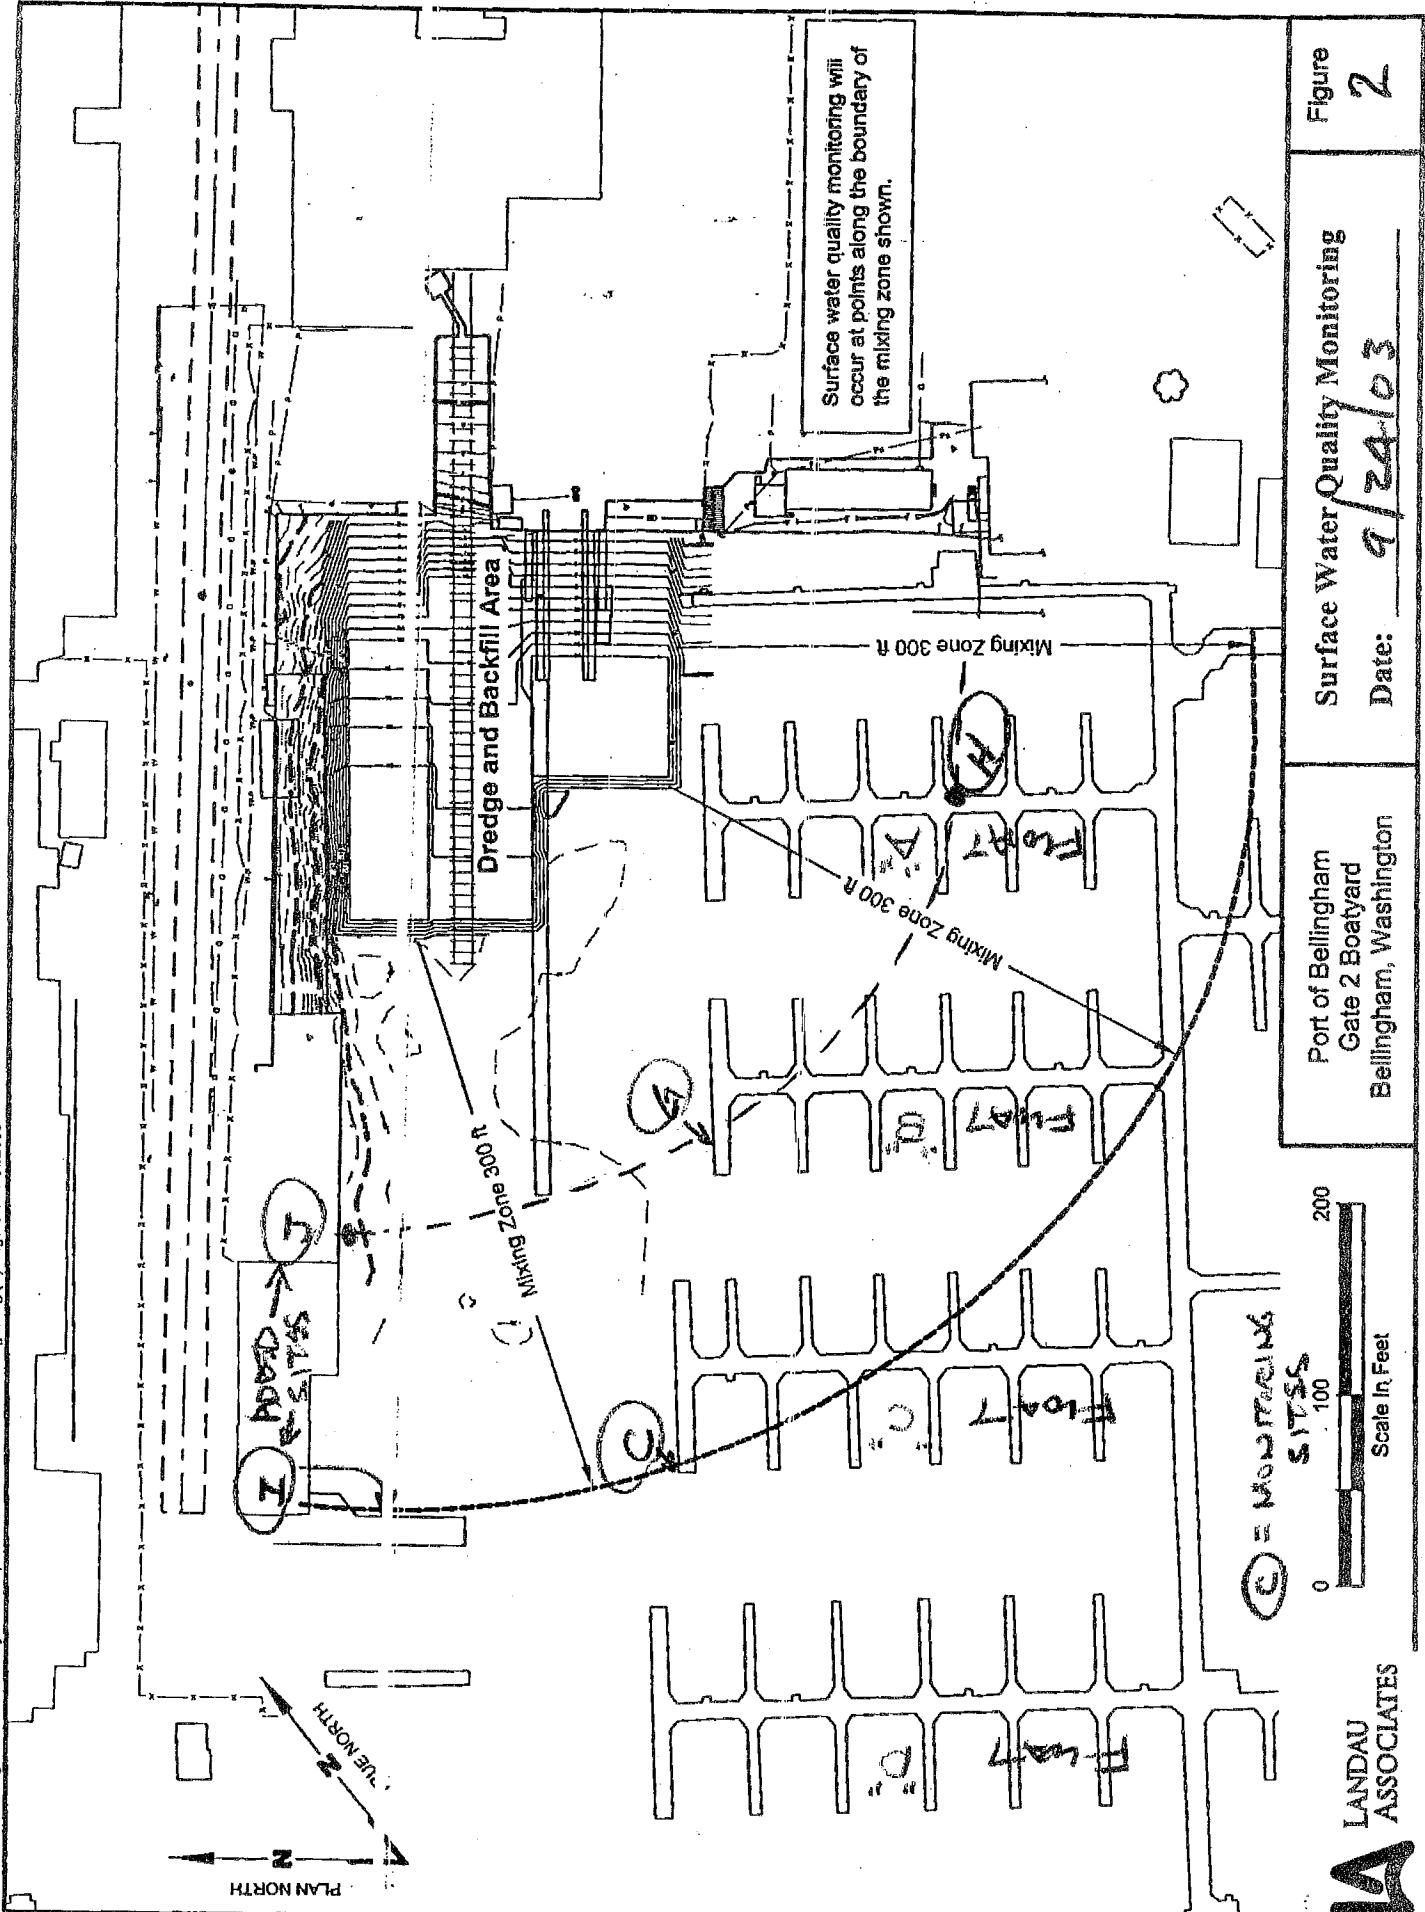 PLAN NORTH
N
N
ADDED
SITES
I
J
Mixing Zone 300 ft
C
G
Dredge and Backfill Area
Mixing Zone 300 ft
Mixing Zone 300 ft
H
Surface water quality monitoring will
occur at points along the boundary of
the mixing zone shown.
"D"
FLOAT
"C"
FLOAT
"B"
FLOAT
"A"
FLOAT
C = MONITORING
SITES
0
100
200
Scale In Feet
LANDAU
ASSOCIATES
Port of Bellingham
Gate 2 Boatyard
Bellingham, Washington
Surface Water Quality Monitoring
Date: 9/24/03
Figure
2